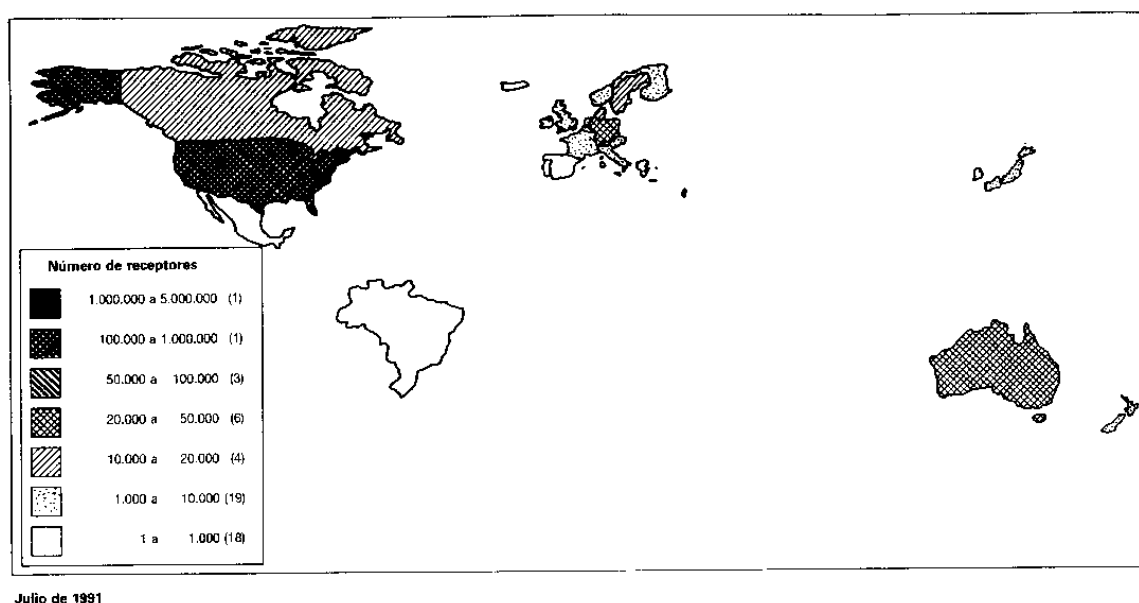 Número de receptores
1.000.000 a 5.000.000 (1)
100.000 a 1.000.000 (1)
50.000 a 100.000 (3)
20.000 a 50.000 (6)
10.000 a 20.000 (4)
1.000 a 10.000 (19)
1 a 1.000 (18)
Julio de 1991